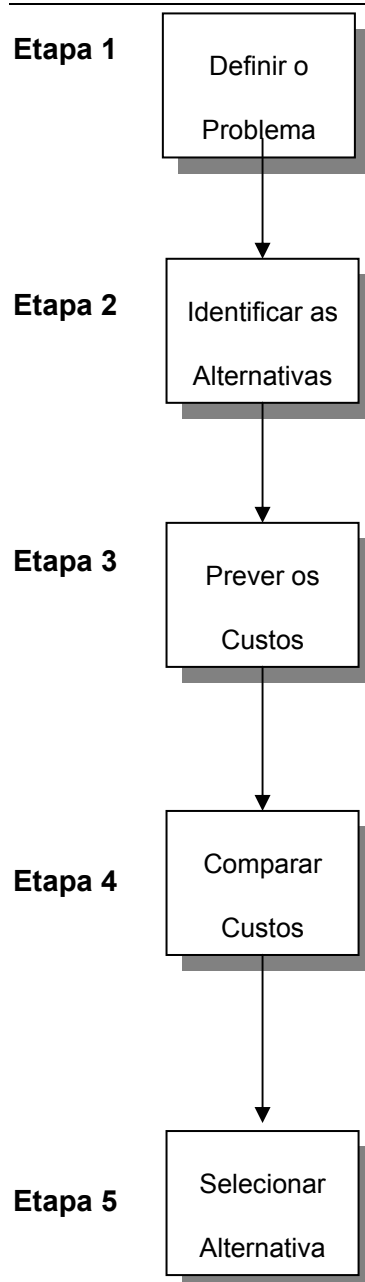 Etapa 1
Definir o
Problema
Etapa 2
Identificar as
Alternativas
Etapa 3
Prever os
Custos
Etapa 4
Comparar
Custos
Etapa 5
Selecionar
Alternativa